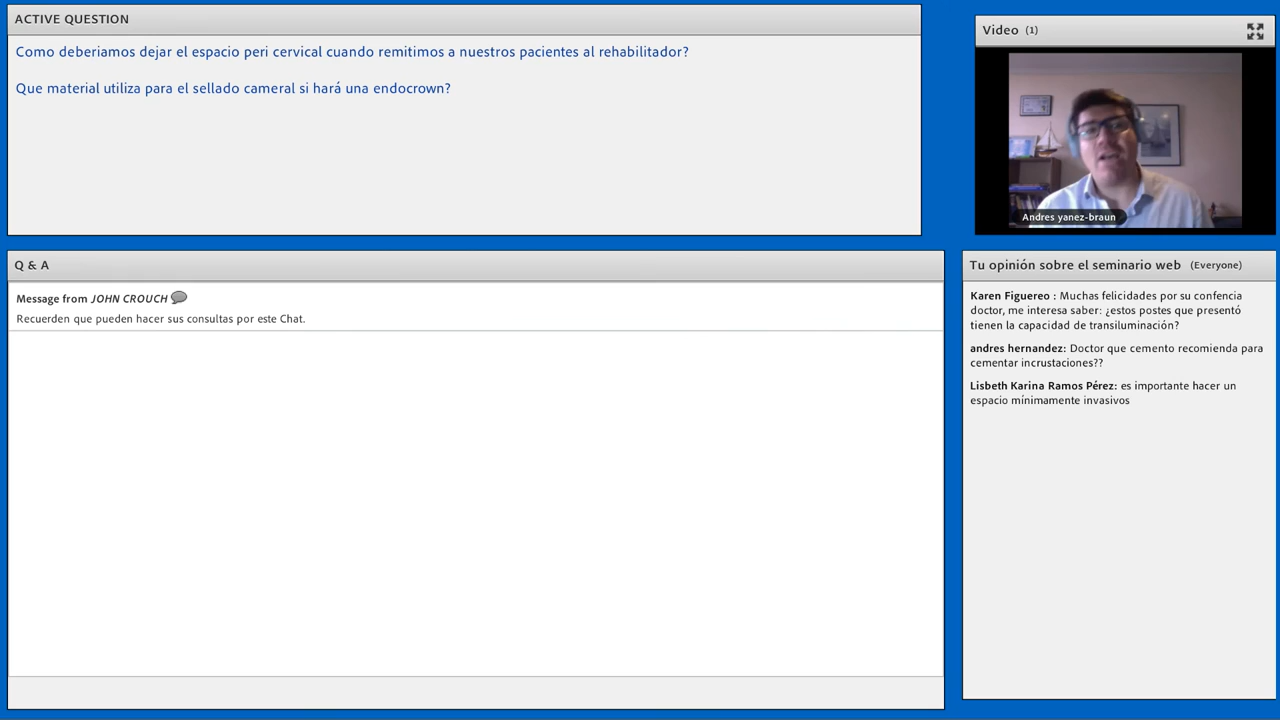 ACTIVE QUESTION
Como deberiamos dejar el espacio peri cervical cuando remitimos a nuestros pacientes al rehabilitador?
Que material utiliza para el sellado cameral si hará una endocrown?
Video (1)
Andres yanez-braun
Q & A
Message from JOHN CROUCH
Recuerden que pueden hacer sus consultas por este Chat.
Tu opinión sobre el seminario web (Everyone)
Karen Figuereo : Muchas felicidades por su confencia
doctor, me interesa saber: ¿estos postes que presentó
tienen la capacidad de transiluminación?
andres hernandez: Doctor que cemento recomienda para
cementar incrustaciones??
Lisbeth Karina Ramos Pérez: es importante hacer un
espacio mínimamente invasivos